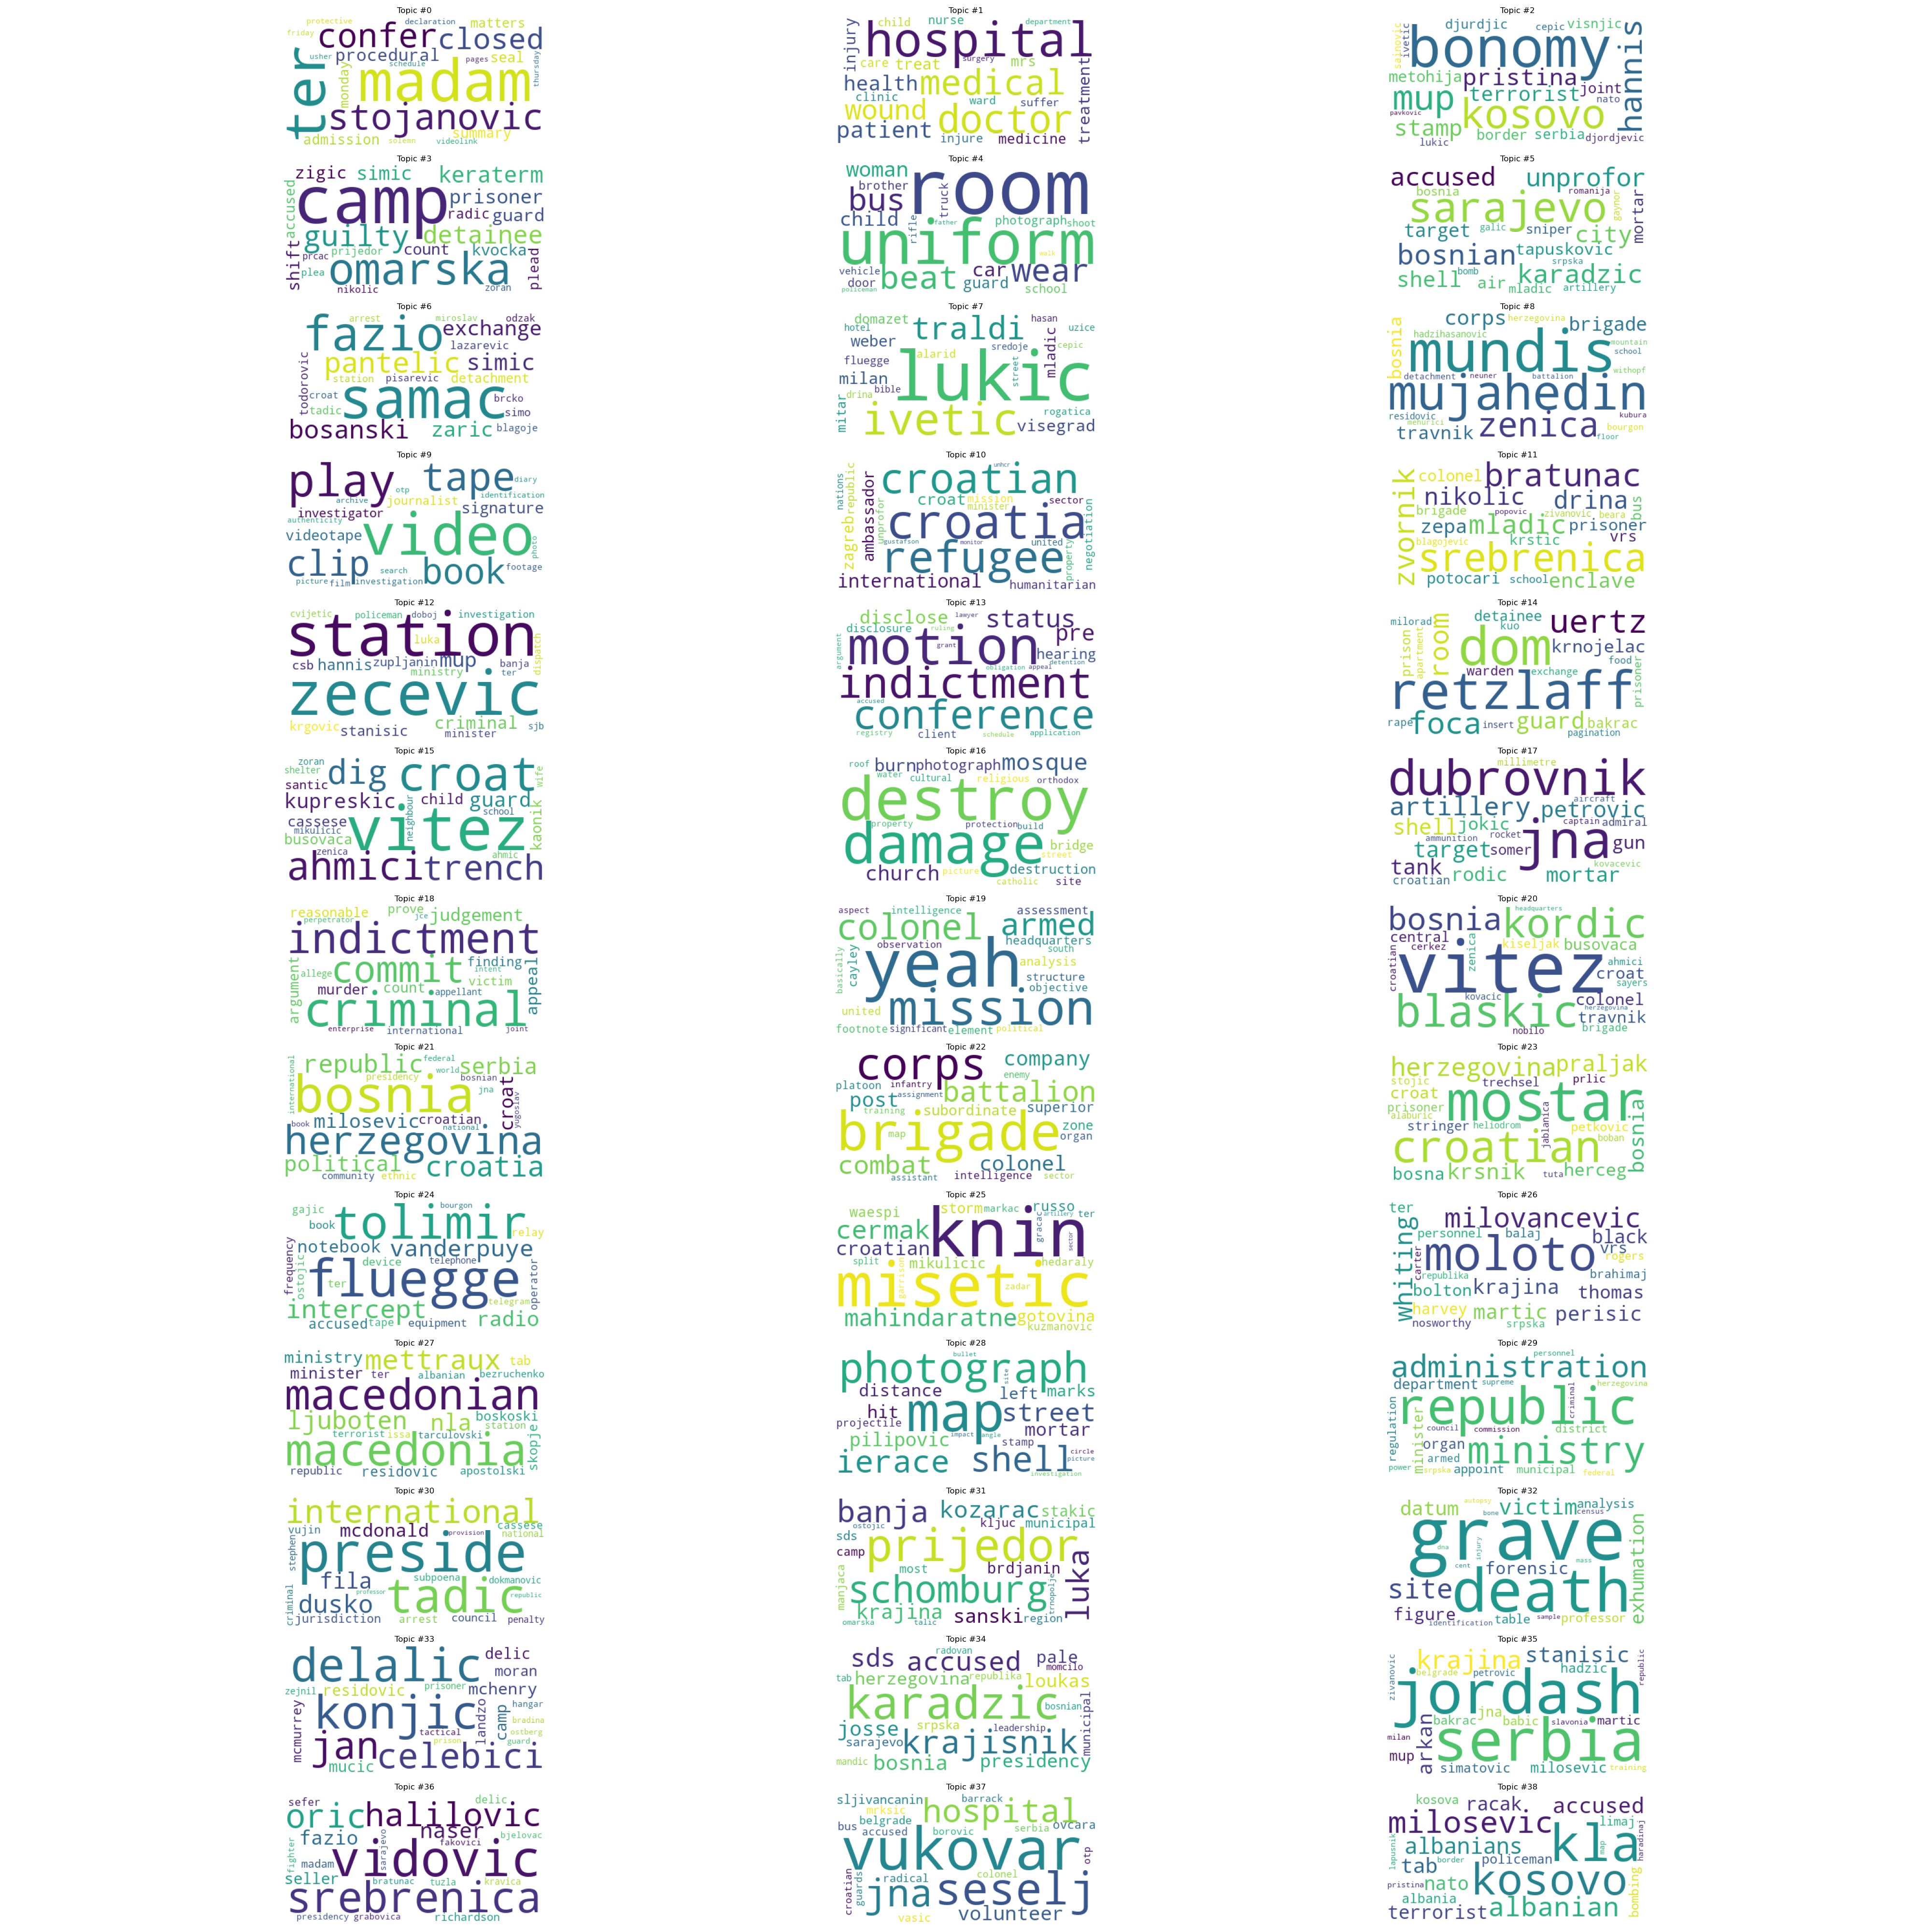 Topic #0
friday protective declaration matters
confer closed
usher procedural pages seal
schedule
ter monday madam thursday
stojanovic
admission solemn summary videolink
Topic #1
injury child nurse department
hospital
care treat surgery mrs
health medical treatment
clinic ward suffer
wound doctor
patient injure medicine
Topic #2
sainovic ivetic djurdjic cepic visnjic
bonomy hannis
metohija pristina joint
mup terrorist nato
pavkovic kosovo
stamp border serbia djordjevic
lukic
Topic #3
zigic simic keraterm
accused camp prisoner
radic guard
guilty detainee
shift prijedor count kvocka plead
prcac plea omarska
nikolic zoran
Topic #4
woman brother bus truck room
child rifle father photograph shoot
uniform
vehicle beat car main wear
door guard school
policeman
Topic #5
accused unprofor
bosnia romanija
sarajevo gaynor mortar
target galic sniper city
bosnian tapuskovic
srpska
shell bomb air karadzic
mladic artillery
Topic #6
arrest miroslav odzak
fazio exchange
lazarevic
pantelic simic
todorovic station pisarevic detachment
croat samac brcko
tadic simo
bosanski zaric blagoje
Topic #7
domazet hasan
hotel traldi uzice
weber sredoje cepic
fluegge alarid street mladic
milan lukic
bible
mitar drina rogatica
ivetic visegrad
Topic #8
corps herzegovina brigade
bosnia hadzihasanovic
mundis mountain school
detachment neuner battalion withopf
mujahedin
residovic kubura
mehurici zenica bourgon
travnik floor
Topic #9
play tape diary
archive otp journalist identification
investigator signature
authenticity
videotape video photo
clip search book footage
picture film investigation
Topic #10
unhcr
nations republic croatian
zagreb unprofor croat mission sector
ambassador minister
croatia negotiation
gustafson monitor united property
refugee
international humanitarian
Topic #11
zvornik colonel bratunac
nikolic drina bus
brigade popovic zivanovic beara
zepa mladic prisoner
blagojevic krstic vrs
srebrenica
potocari school enclave
Topic #12
cvijetic policeman doboj investigation
station
luka dispatch
csb hannis zupljanin mup banja
ministry ter
zecevic
krgovic criminal sjb
stanisic minister
Topic #13
disclose lawyer status
disclosure ruling pre
argument motion grant hearing
obligation appeal detention
indictment
accused
conference
registry client schedule application
Topic #14
milorad detainee uertz
kuo
prison apartment room dom krnojelac
food
warden exchange prisoner
retzlaff
rape foca insert guard bakrac
pagination
Topic #15
zoran dig croat wife
shelter
santic
kupreskic child guard
school
cassese neighbour kaonik
mikulicic vitez
busovaca
zenica ahmic
ahmici trench
Topic #16
roof burn photograph mosque
water cultural religious orthodox
destroy
property protection build
damage bridge
street
church picture destruction
catholic site
Topic #17
millimetre
dubrovnik
aircraft
artillery petrovic
shell jokic captain admiral
ammunition rocket gun
target somer jna
tank kovacevic
croatian rodic mortar
Topic #18
reasonable prove jce judgement
perpetrator
indictment
argument allege commit finding intent appeal
victim
murder count appellant
criminal
enterprise international joint
Topic #19
aspect intelligence assessment
colonel armed
observation headquarters
basically cayley yeah south
analysis
structure
objective
united mission
footnote significant element political
Topic #20
headquarters
bosnia kordic
central kiseljak busovaca
croatian cerkez zenica
vitez ahmici
croat
sayers
kovacic colonel
blaskic herzegovina
travnik
nobilo brigade
Topic #21
republic federal serbia
world
international presidency bosnian
bosnia jna croat yugoslav
book milosevic croatian
national
herzegovina
political croatia
community ethnic
Topic #22
corps company
enemy
platoon infantry battalion
post assignment
training subordinate superior
map zone
brigade organ
combat colonel
assistant intelligence sector
Topic #23
herzegovina praljak
stojic trechsel prlic
croat mostar
prisoner
alaburic
stringer heliodrom jablanica petkovic bosnia
croatian boban
bosna krsnik tuta herceg
Topic #24
gajic bourgon
tolimir
book relay
notebook vanderpuye
frequency ostojic device telephone
fluegge operator
ter
intercept telegram radio
accused tape equipment
Topic #25
waespi storm markac russo
artillery ter
cermak knin gracac
croatian sector
split mikulicic hedaraly
garrison misetic zadar
mahindaratne gotovina
kuzmanovic
Topic #26
ter milovancevic
whiting personnel balaj black
moloto vrs
carter rogers
republika brahimaj
bolton krajina thomas
harvey martic perisic
nosworthy srpska
Topic #27
ministry mettraux tab
minister ter albanian bezruchenko
macedonian
ljuboten nla boskoski
station
terrorist issa tarculovski skopje
macedonia
republic residovic apostolski
Topic #28
bullet
photograph
distance site left marks
hit map street
projectile mortar
impact angle
pilipovic stamp circle
picture
ierace shell
investigation
Topic #29
personnel
administration
department supreme herzegovina
regulation republic criminal
minister council commission district
organ ministry
armed
power srpska appoint municipal federal
Topic #30
international
vujin mcdonald provision cassese
national
stephen preside
fila subpoena dokmanovic
professor
criminal dusko tadic republic
jurisdiction arrest council penalty
Topic #31
banja kozarac stakic
ostojic kljuc municipal
sds
camp prijedor luka
most brdjanin
manjaca schomburg trnopolje
krajina sanski region
omarska talic
Topic #32
datum autopsy victim analysis
bone census
grave exhumation
dna injury
cent forensic mass
site death
figure table sample professor
identification
Topic #33
delalic delic
moran
zejnil residovic prisoner mchenry
mcmurrey konjic landzo camp hangar
bradina
tactical ostberg
jan prison guard
mucic celebici
Topic #34
radovan
sds accused pale
momcilo
tab herzegovina republika loukas
karadzic bosnian
josse srpska leadership municipal
sarajevo krajisnik
mandic bosnia presidency
Topic #35
krajina stanisic republic
belgrade petrovic hadzic
zivanovic jordash
bakrac jna babic slavonia martic
milan arkan serbia
mup
simatovic milosevic training
Topic #36
sefer delic
oric halilovic
naser bjelovac
fazio fakovici
fighter madam vidovic sarajevo
seller bratunac tuzla kravica
srebrenica
presidency grabovica richardson
Topic #37
sljivancanin barrack
mrksic hospital
belgrade serbia ovcara
bus accused borovic
vukovar otp
croatian guards radical colonel
jna seselj
vasic volunteer
Topic #38
kosova racak accused
milosevic limaj
lapusnik albanians kla map haradinaj
tab border policeman
pristina nato kosovo bombing
albania
terrorist albanian